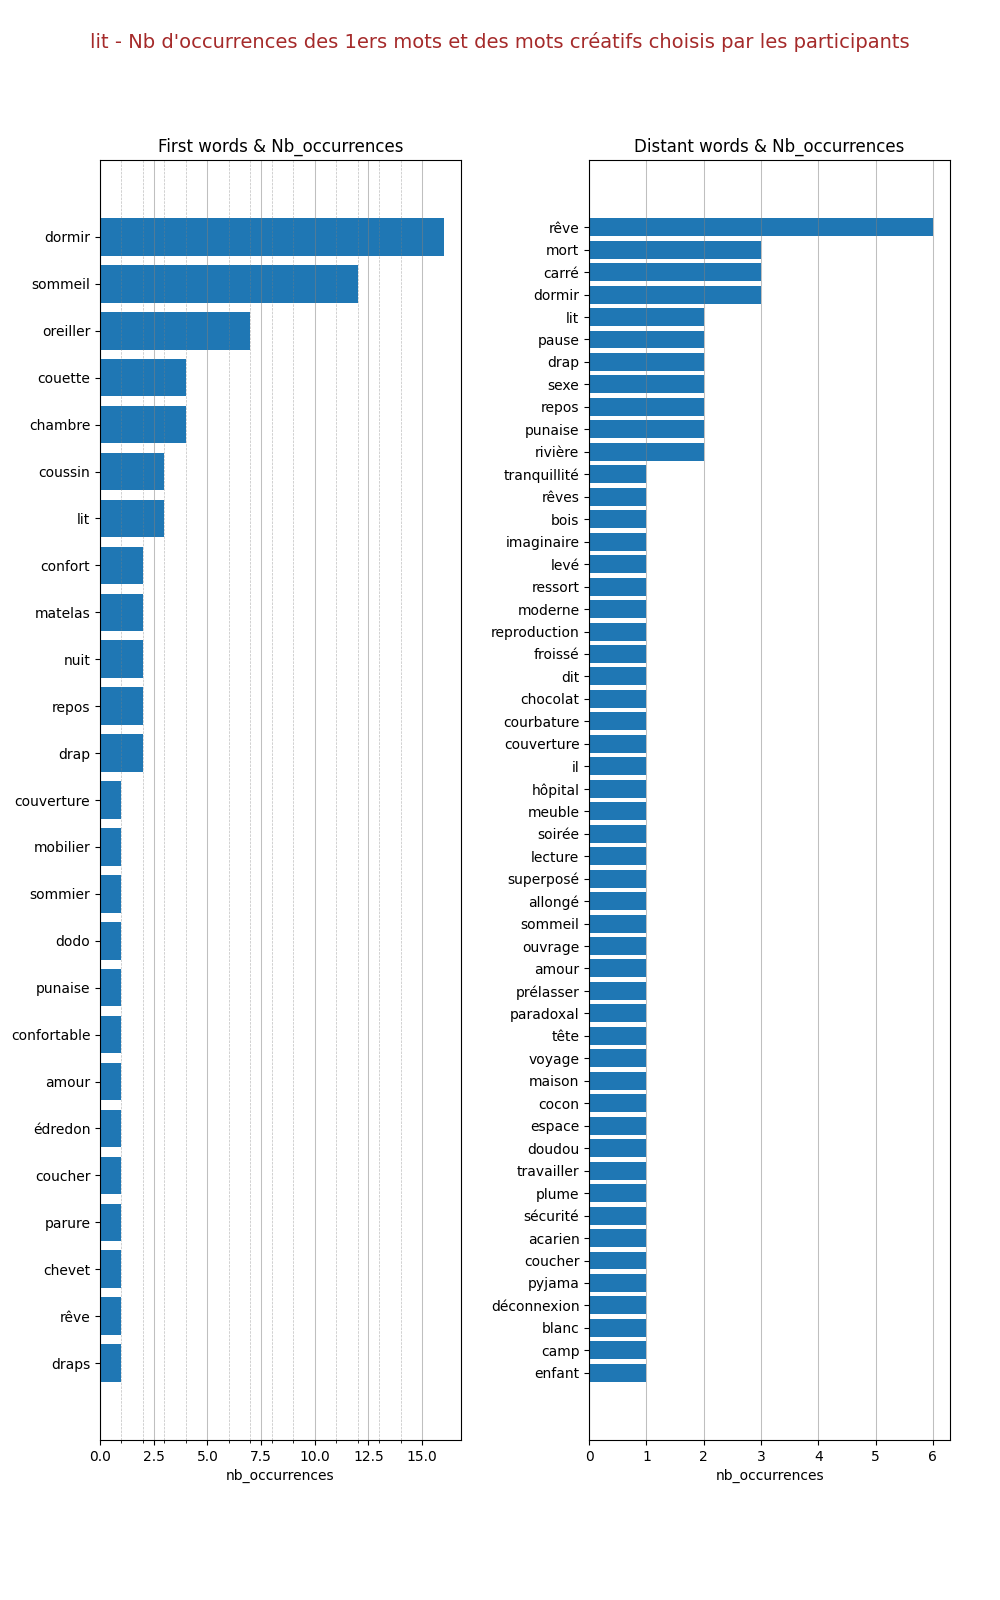 lit - Nb d'occurrences des 1ers mots et des mots créatifs choisis par les participants
First words & Nb_occurrences
dormir
sommeil
oreiller
couette
chambre
coussin
lit
confort
matelas
nuit
repos
drap
couverture
mobilier
sommier
dodo
punaise
confortable
amour
édredon
coucher
parure
chevet
rêve
draps
0.0 2.5 5.0 7.5 10.0 12.5 15.0
nb_occurrences
Distant words & Nb_occurrences
rêve
mort
carré
dormir
lit
pause
drap
sexe
repos
punaise
rivière
tranquillité
rêves
bois
imaginaire
levé
ressort
moderne
reproduction
froissé
dit
chocolat
courbature
couverture
il
hôpital
meuble
soirée
lecture
superposé
allongé
sommeil
ouvrage
amour
prélasser
paradoxal
tête
voyage
maison
cocon
espace
doudou
travailler
plume
sécurité
acarien
coucher
pyjama
déconnexion
blanc
camp
enfant
0 1 2 3 4 5 6
nb_occurrences